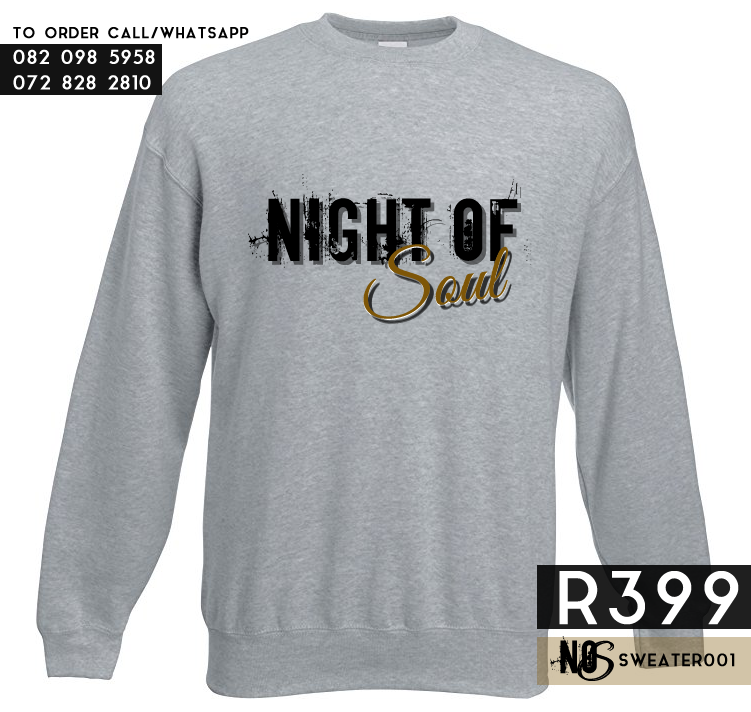 TO ORDER CALL/WHATSAPP
082 098 5958
072 828 2810
NIGHT OF
Soul
R399
NOS SWEATER001